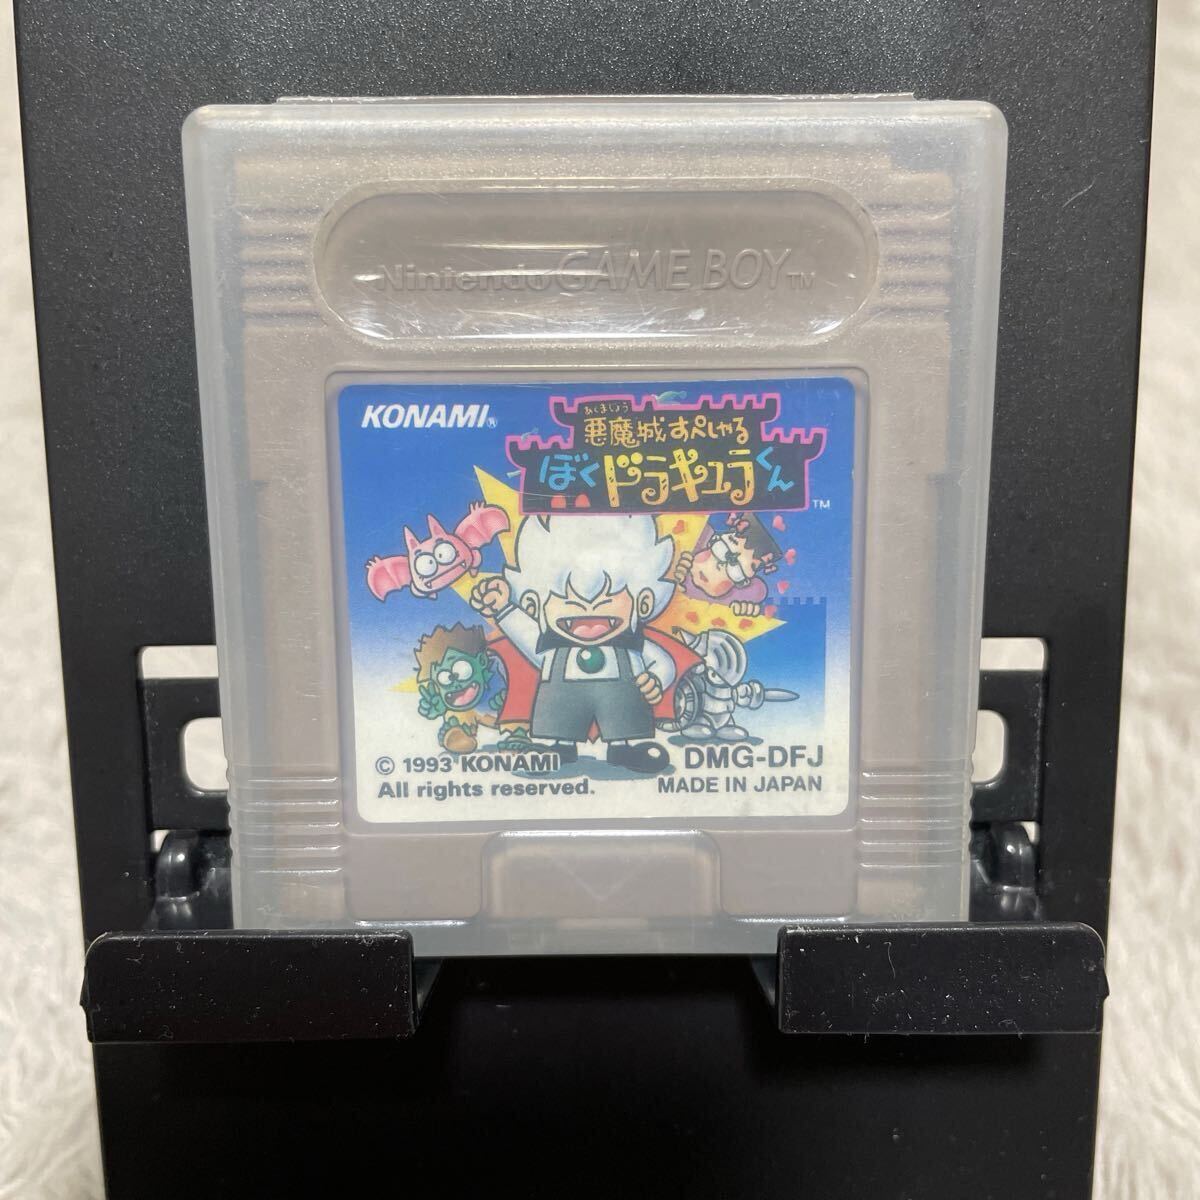 Nintendo GAME BOY TM
KONAMI®
あくまじょう
悪魔城すぺしゃる
ぼくドラキュラくん
TM
© 1993 KONAMI
All rights reserved.
DMG-DFJ
MADE IN JAPAN